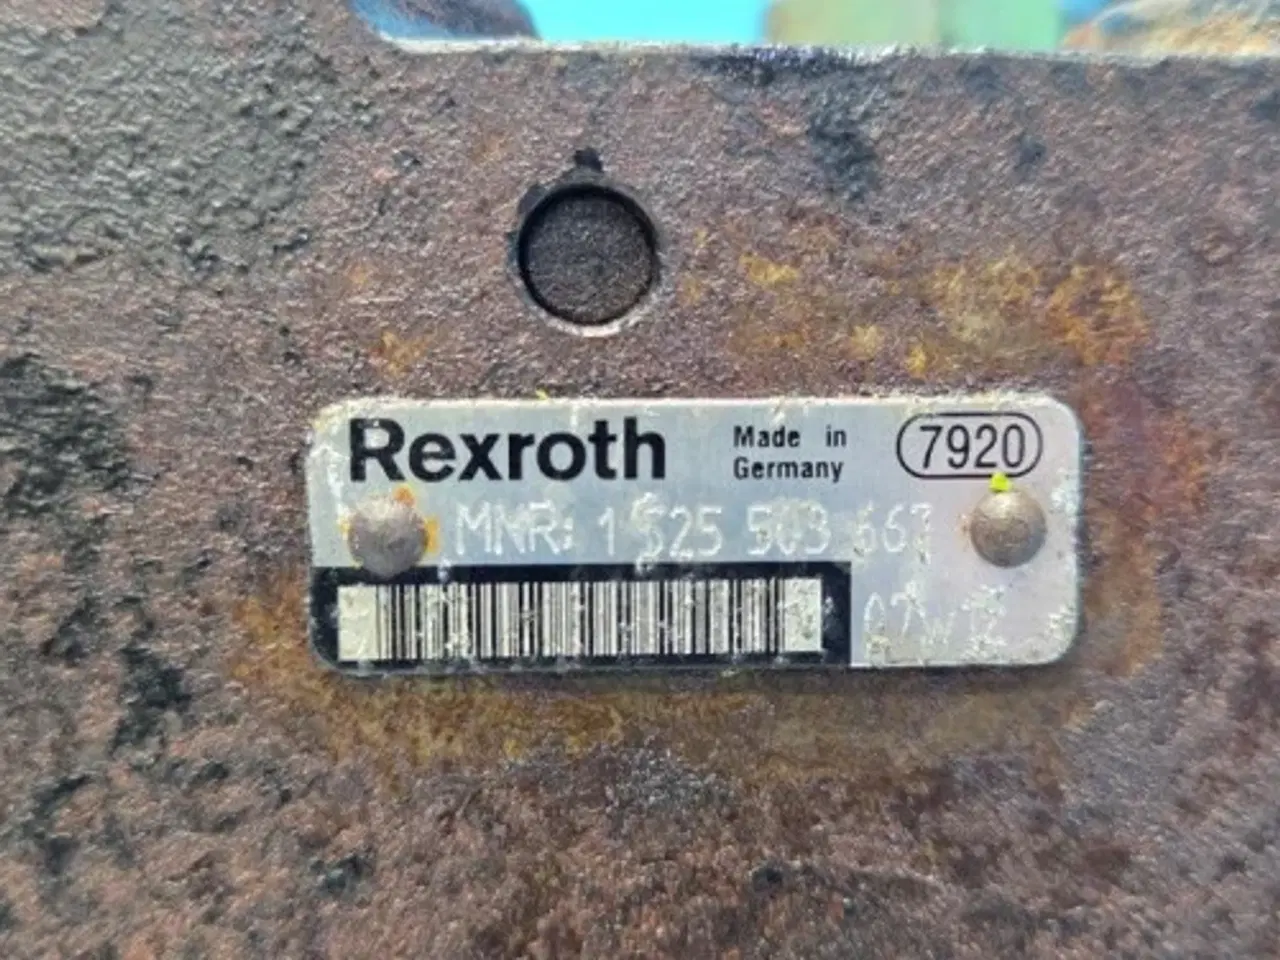 Rexroth
Made in
Germany
7920
MNR: 1 525 503 667
07W12